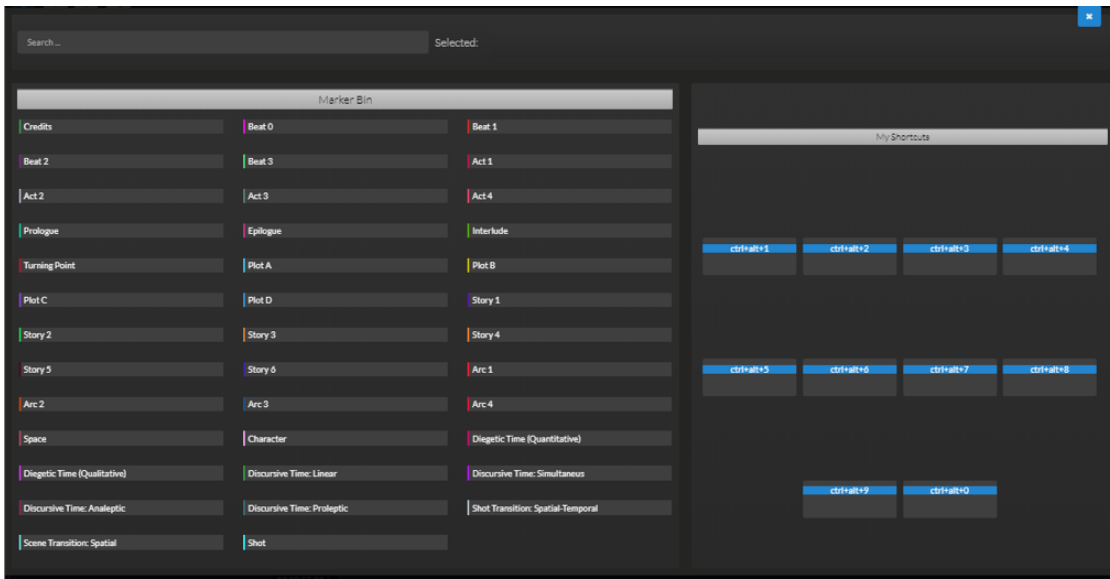 Search ...
Selected:
Marker Bin
Credits
Beat 0
Beat 1
Beat 2
Beat 3
Act 1
Act 2
Act 3
Act 4
Prologue
Epilogue
Interlude
Turning Point
Plot A
Plot B
Plot C
Plot D
Story 1
Story 2
Story 3
Story 4
Story 5
Story 6
Arc 1
Arc 2
Arc 3
Arc 4
Space
Character
Diegetic Time (Quantitative)
Diegetic Time (Qualitative)
Discursive Time: Linear
Discursive Time: Simultaneus
Discursive Time: Analeptic
Discursive Time: Proleptic
Shot Transition: Spatial-Temporal
Scene Transition: Spatial
Shot
My Shortcuts
ctrl+alt+1
ctrl+alt+2
ctrl+alt+3
ctrl+alt+4
ctrl+alt+5
ctrl+alt+6
ctrl+alt+7
ctrl+alt+8
ctrl+alt+9
ctrl+alt+0